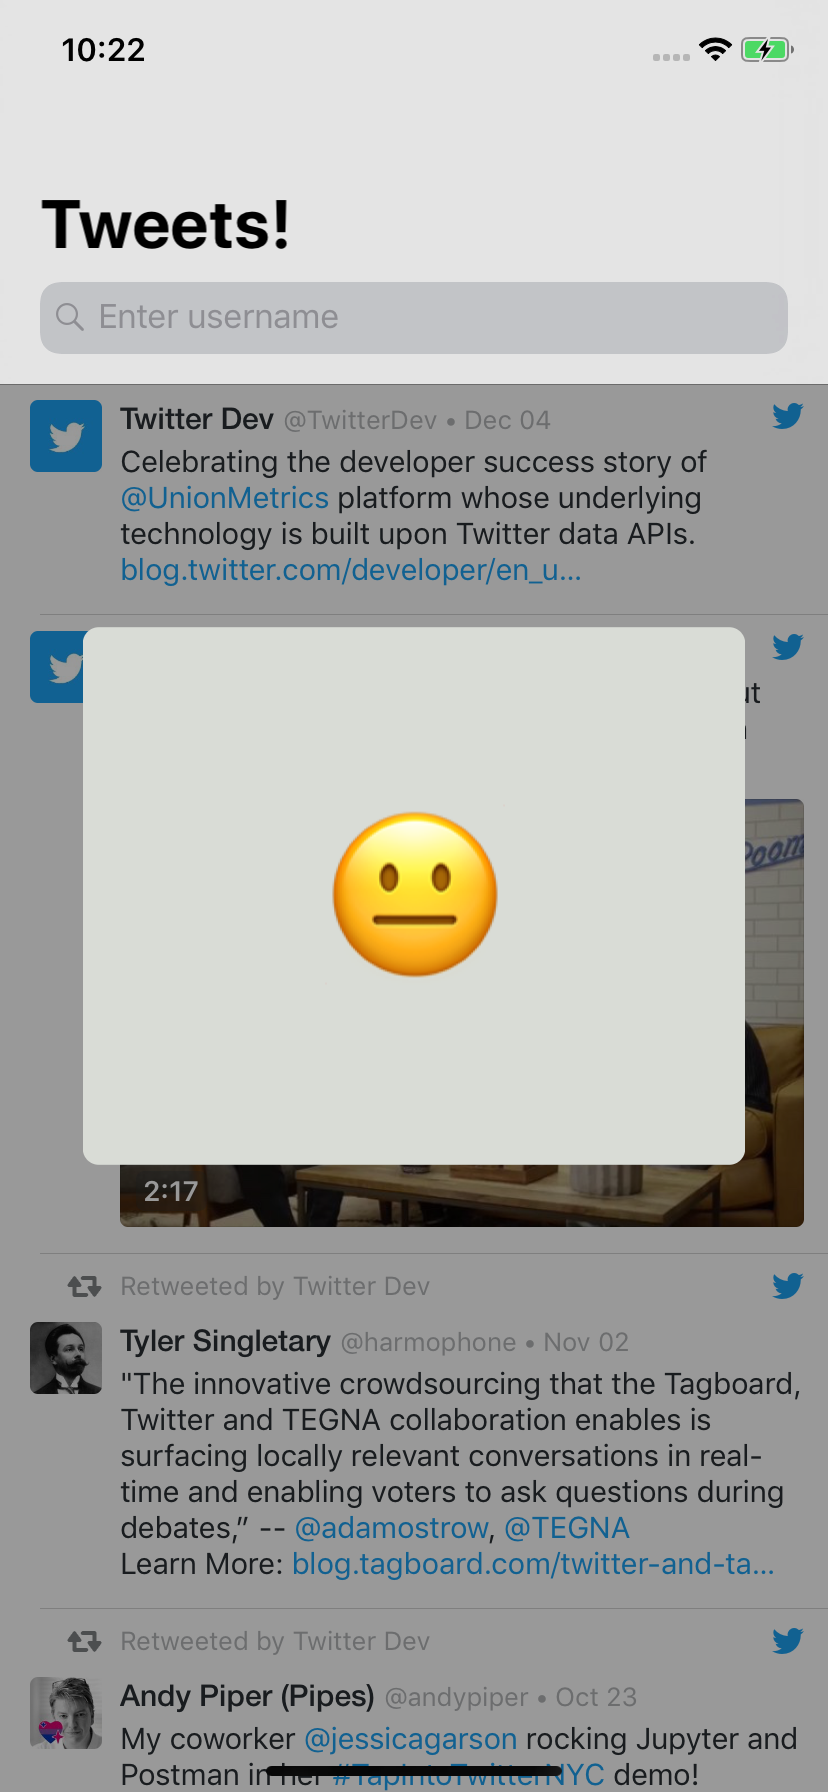 10:22
Tweets!
Enter username
Twitter Dev @TwitterDev • Dec 04
Celebrating the developer success story of
@UnionMetrics platform whose underlying
technology is built upon Twitter data APIs.
blog.twitter.com/developer/en_u...
2:17
Retweeted by Twitter Dev
Tyler Singletary @harmophone • Nov 02
"The innovative crowdsourcing that the Tagboard,
Twitter and TEGNA collaboration enables is
surfacing locally relevant conversations in real-
time and enabling voters to ask questions during
debates,” -- @adamostrow, @TEGNA
Learn More: blog.tagboard.com/twitter-and-ta...
Retweeted by Twitter Dev
Andy Piper (Pipes) @andypiper • Oct 23
My coworker @jessicagarson rocking Jupyter and
Postman in her #TapIntoTwitterNYC demo!